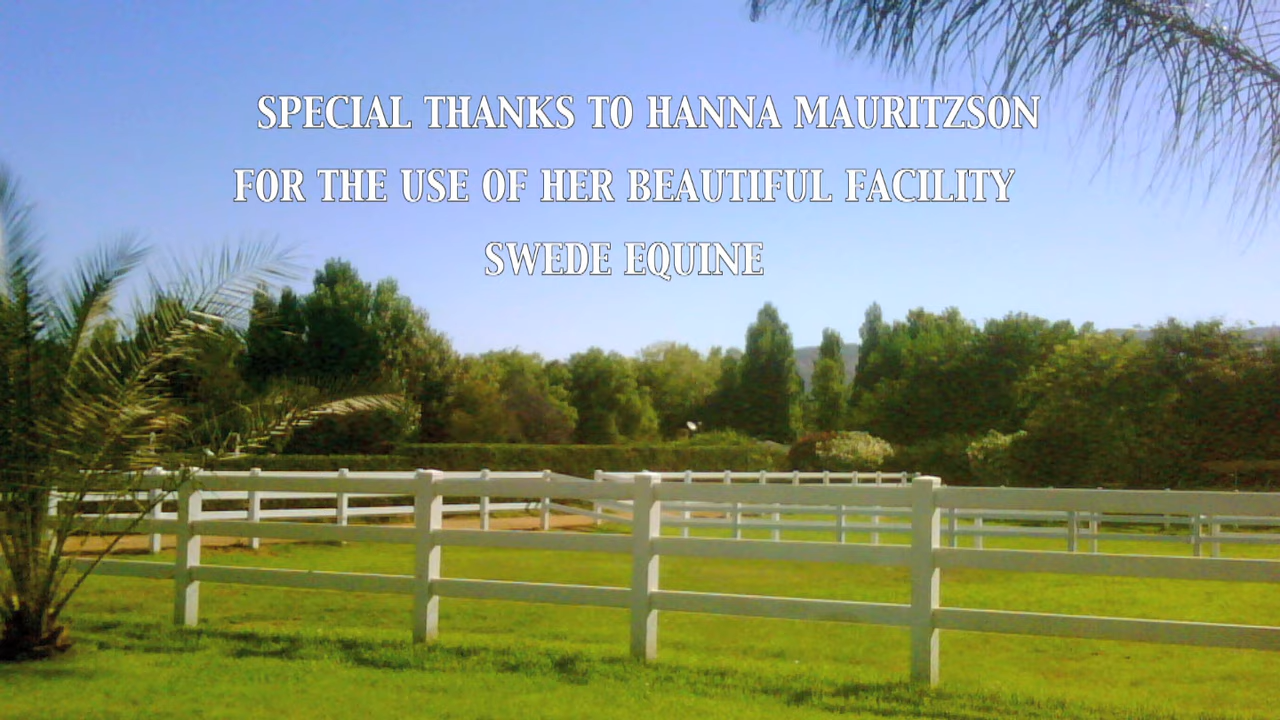 SPECIAL THANKS TO HANNA MAURITZSON
FOR THE USE OF HER BEAUTIFUL FACILITY
SWEDE EQUINE